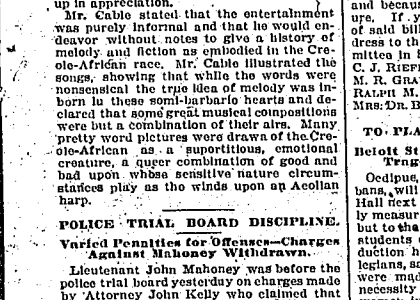 up in appreciation.
Mr. Cable stated that the entertainment
was purely informal and that he would en-
deavor without notes to give a history of
melody and fiction as embodied in the Cre-
ole-African race. Mr. Cable illustrated the
songs, showing that while the words were
nonsensical the true idea of melody was in-
born in these semi-barbaric hearts and de-
clared that some great musical compositions
were but a combination of their airs. Many
pretty word pictures were drawn of the Cre-
ole-African as a superstitious, emotional
creature, a queer combination of good and
bad upon whose sensitive nature circum-
stances play as the winds upon an Aeolian
harp.
POLICE TRIAL BOARD DISCIPLINE.
Varied Penalties for Offenses—Charges
Against Mahoney Withdrawn.
Lieutenant John Mahoney was before the
police trial board yesterday on charges made
by Attorney John Kelly who claimed that
and becaus
ure. If
of said bill
dress to th
mittee in
C. J. RIEF
M. R. GRA
RALPH M.
MRS. DR. B
TO PLA
Beloit St
Trag
Oedipue,
bans, will
Hall next
ly measur
but to tha
students
duction h
legians, sc
were mad
necessity